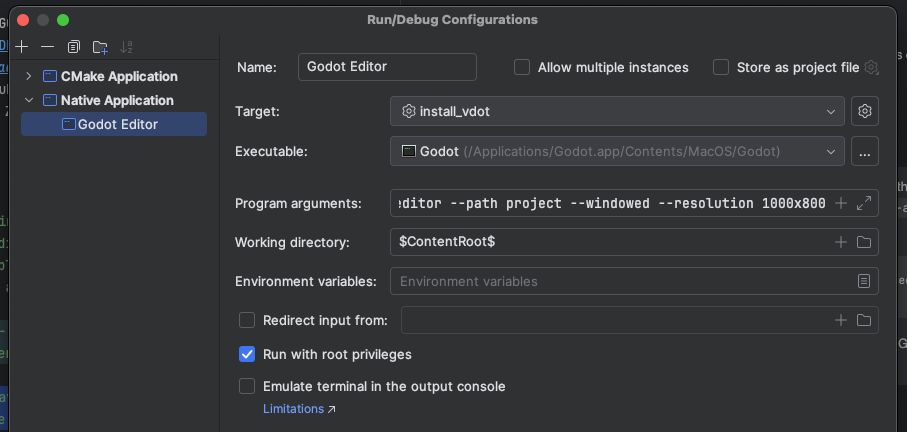 Run/Debug Configurations
CMake Application
Native Application
Godot Editor
Name: Godot Editor
Allow multiple instances
Store as project file
Target: install_vdot
Executable: Godot (/Applications/Godot.app/Contents/MacOS/Godot)
Program arguments: editor --path project --windowed --resolution 1000x800
Working directory: $ContentRoot$
Environment variables: Environment variables
Redirect input from:
Run with root privileges
Emulate terminal in the output console
Limitations ↗